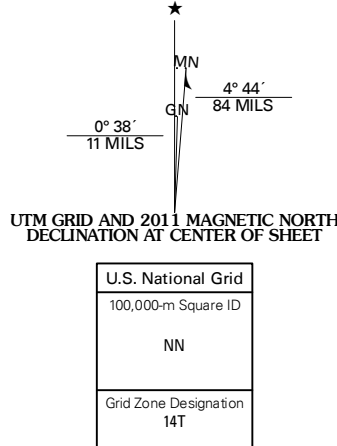 ★
MN
4° 44´
84 MILS
GN
0° 38´
11 MILS
UTM GRID AND 2011 MAGNETIC NORTH
DECLINATION AT CENTER OF SHEET
U.S. National Grid
100,000-m Square ID
NN
Grid Zone Designation
14T